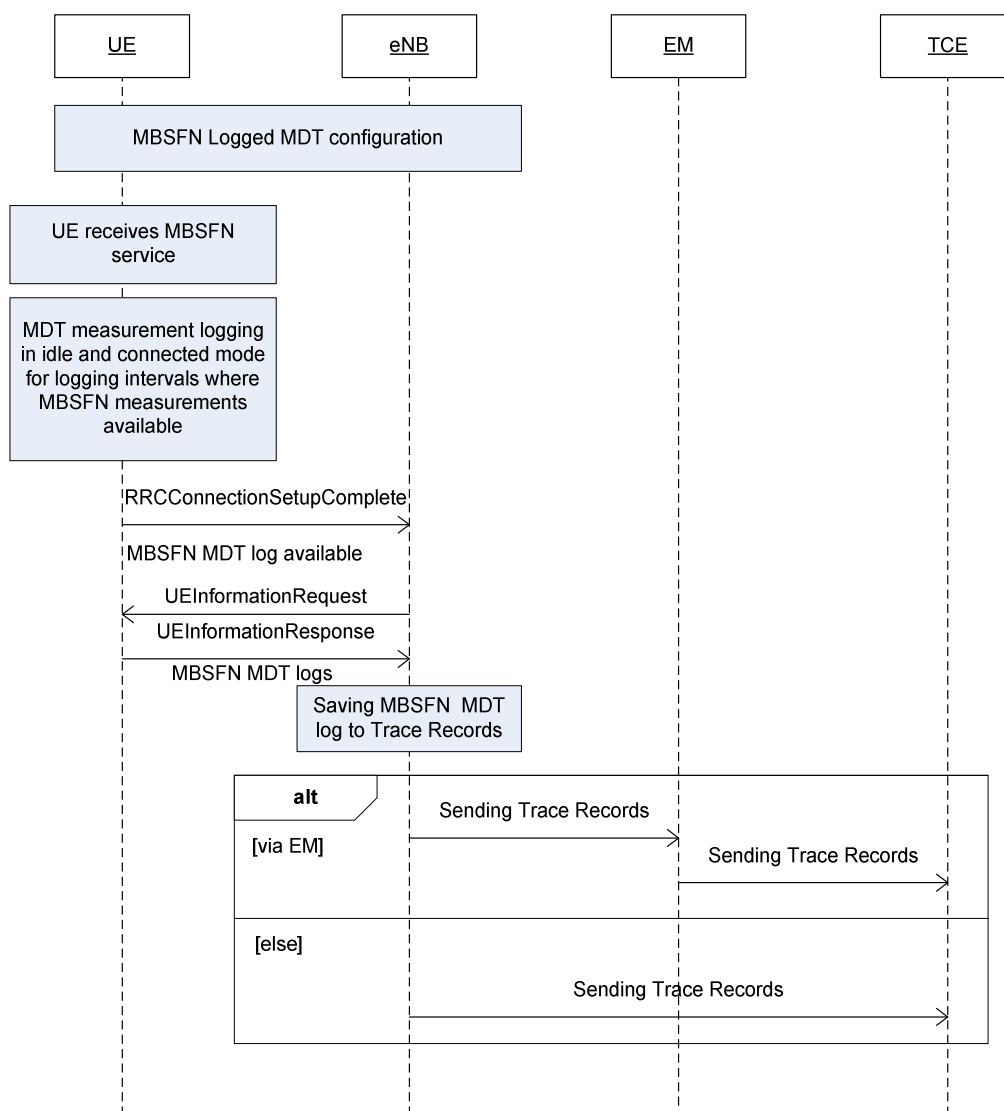 UE
eNB
EM
TCE
MBSFN Logged MDT configuration
UE receives MBSFN
service
MDT measurement logging
in idle and connected mode
for logging intervals where
MBSFN measurements
available
RRCConnectionSetupComplete
MBSFN MDT log available
UEInformationRequest
UEInformationResponse
MBSFN MDT logs
Saving MBSFN MDT
log to Trace Records
alt
Sending Trace Records
[via EM]
Sending Trace Records
[else]
Sending Trace Records